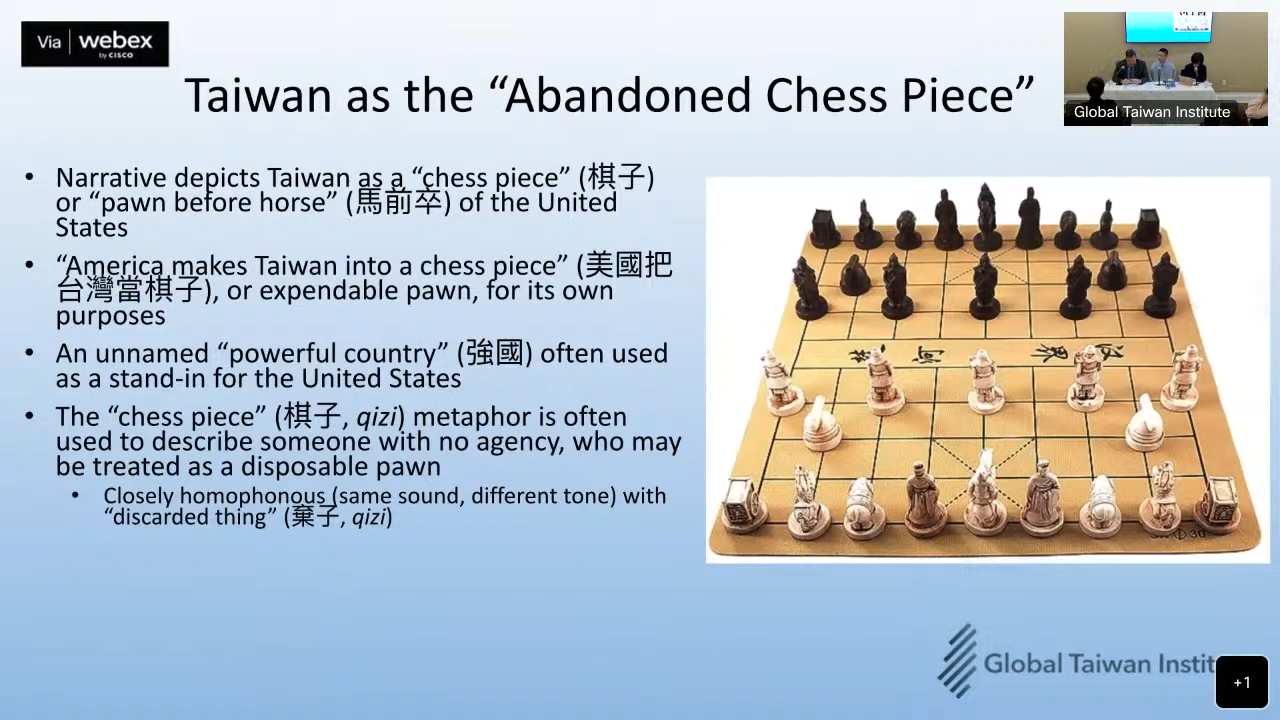 Via | webex
by CISCO
Taiwan as the “Abandoned Chess Piece”
Global Taiwan Institute
• Narrative depicts Taiwan as a “chess piece” (棋子)
or “pawn before horse” (馬前卒) of the United
States
• “America makes Taiwan into a chess piece” (美國把
台灣當棋子), or expendable pawn, for its own
purposes
• An unnamed “powerful country” (強國) often used
as a stand-in for the United States
• The “chess piece” (棋子, qizi) metaphor is often
used to describe someone with no agency, who may
be treated as a disposable pawn
• Closely homophonous (same sound, different tone) with
“discarded thing” (棄子, qizi)
Global Taiwan Instit
+1